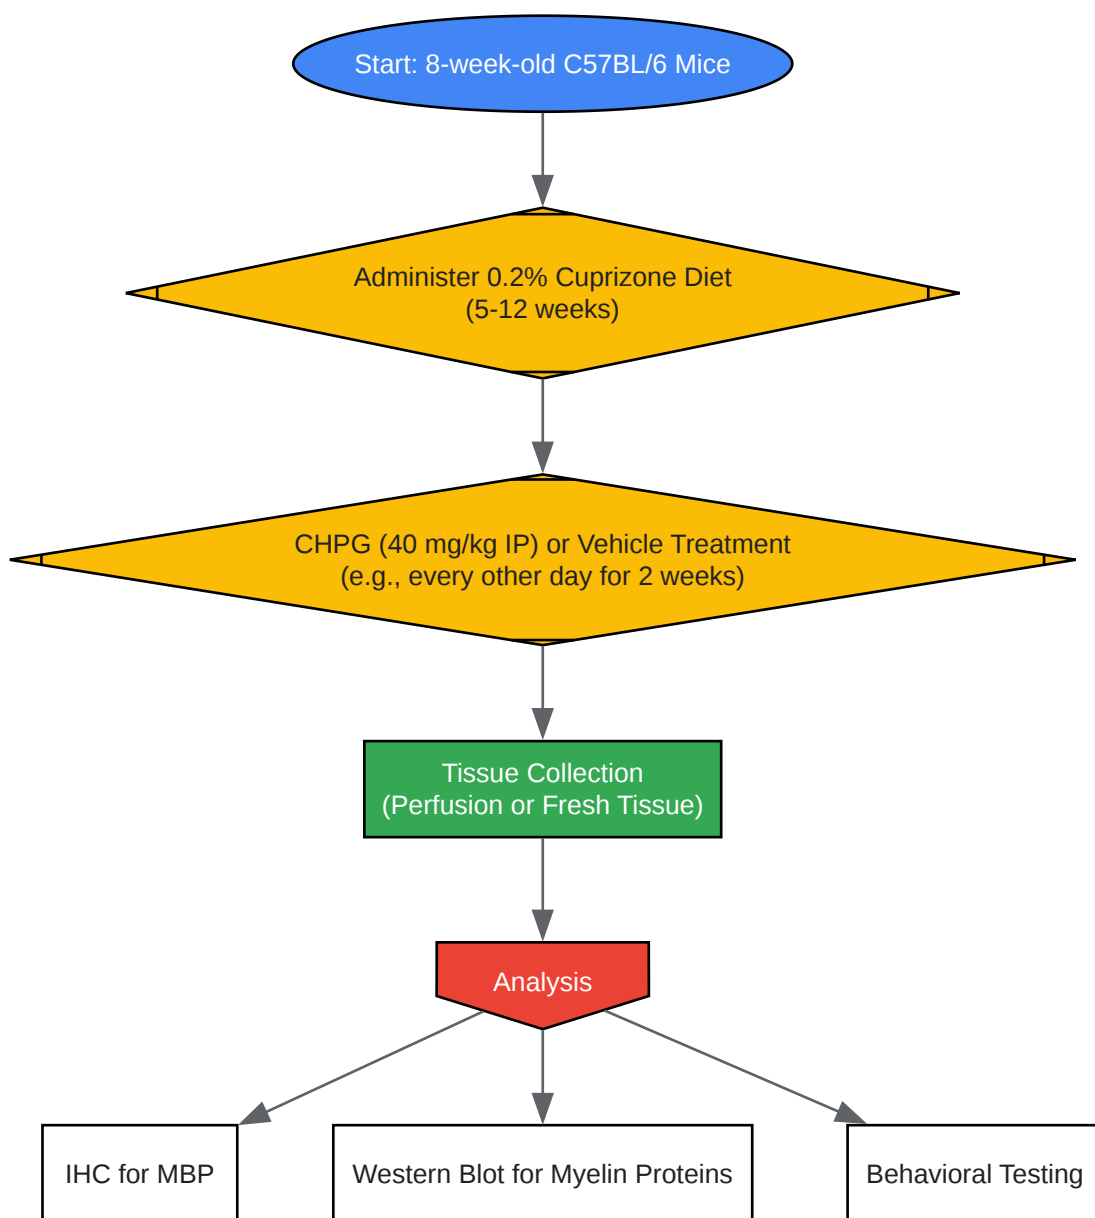 Start: 8-week-old C57BL/6 Mice
Administer 0.2% Cuprizone Diet
(5-12 weeks)
CHPG (40 mg/kg IP) or Vehicle Treatment
(e.g., every other day for 2 weeks)
Tissue Collection
(Perfusion or Fresh Tissue)
Analysis
IHC for MBP
Western Blot for Myelin Proteins
Behavioral Testing